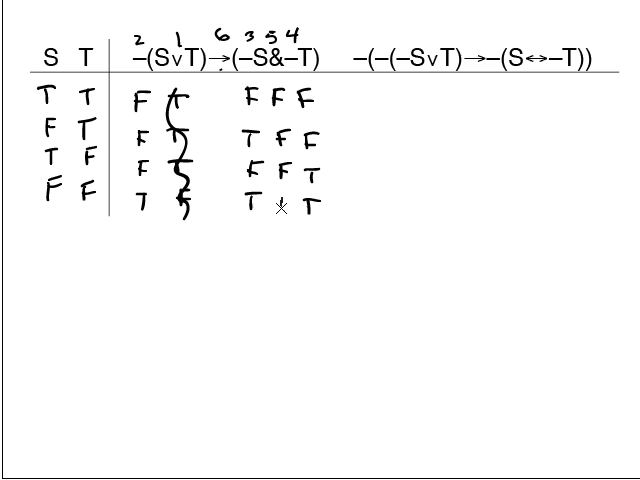 2 1 6 3 5 4
S T –(SvT)→(–S&–T) –(–(–SvT)→–(S↔–T))
T T F T F F F
F T F T T F F
T F F T F F T
F F T F T T